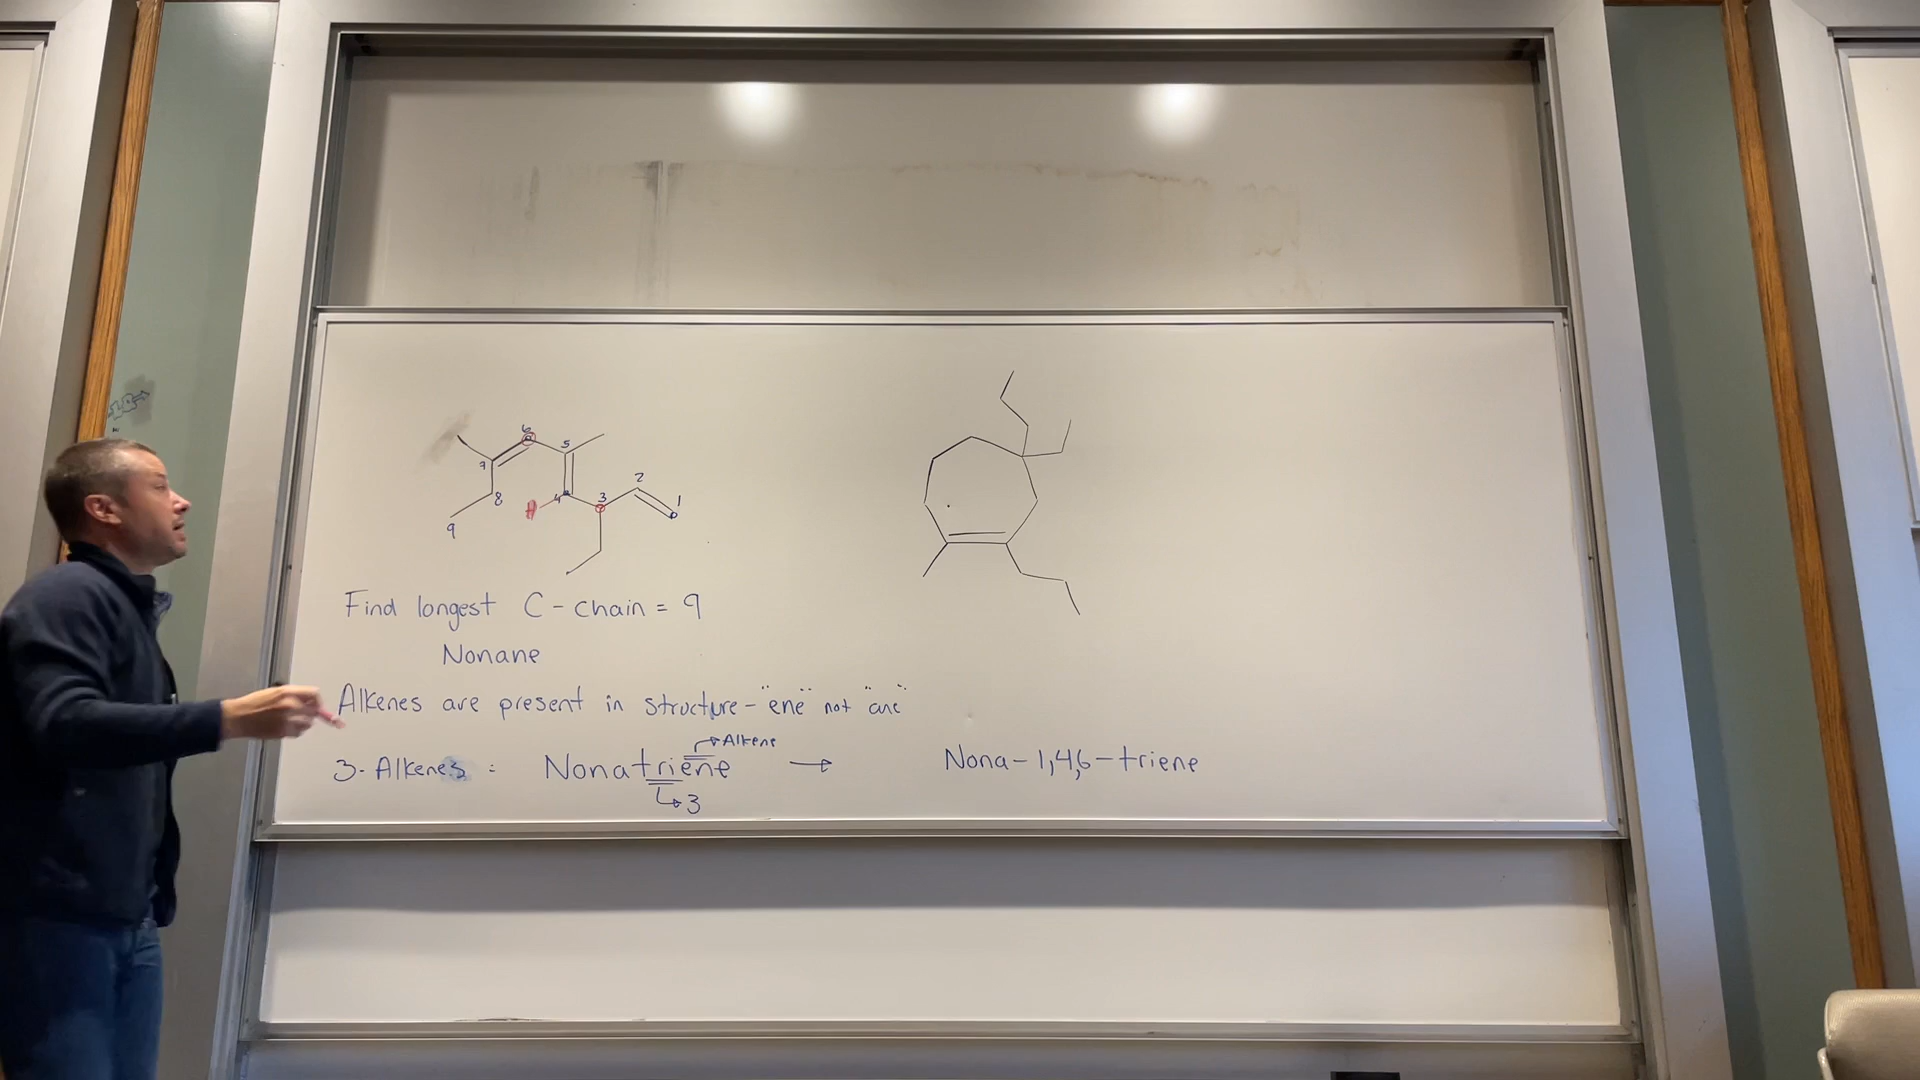 6
5
7
2
8
4
3
1
9
Find longest C-chain = 9
Nonane
Alkenes are present in structure - "ene" not "ane"
Alkene
3-Alkenes : Nonatriene → Nona-1,4,6-triene
3